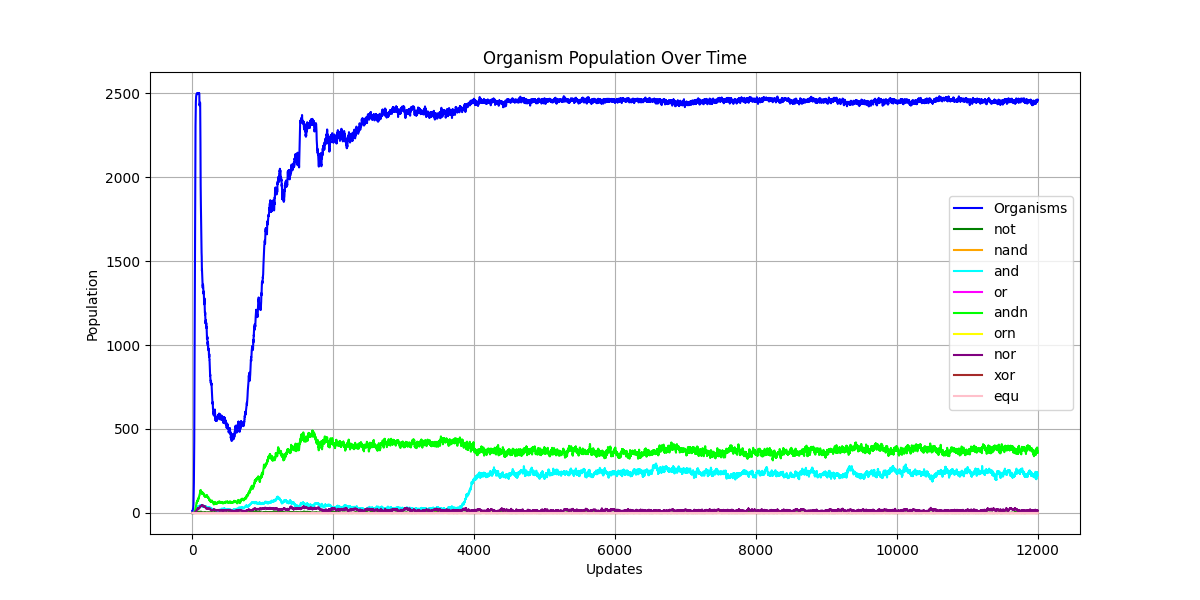 Organism Population Over Time
Population
2500
2000
1500
1000
500
0
0 2000 4000 6000 8000 10000 12000
Updates
Organisms
not
nand
and
or
andn
orn
nor
xor
equ